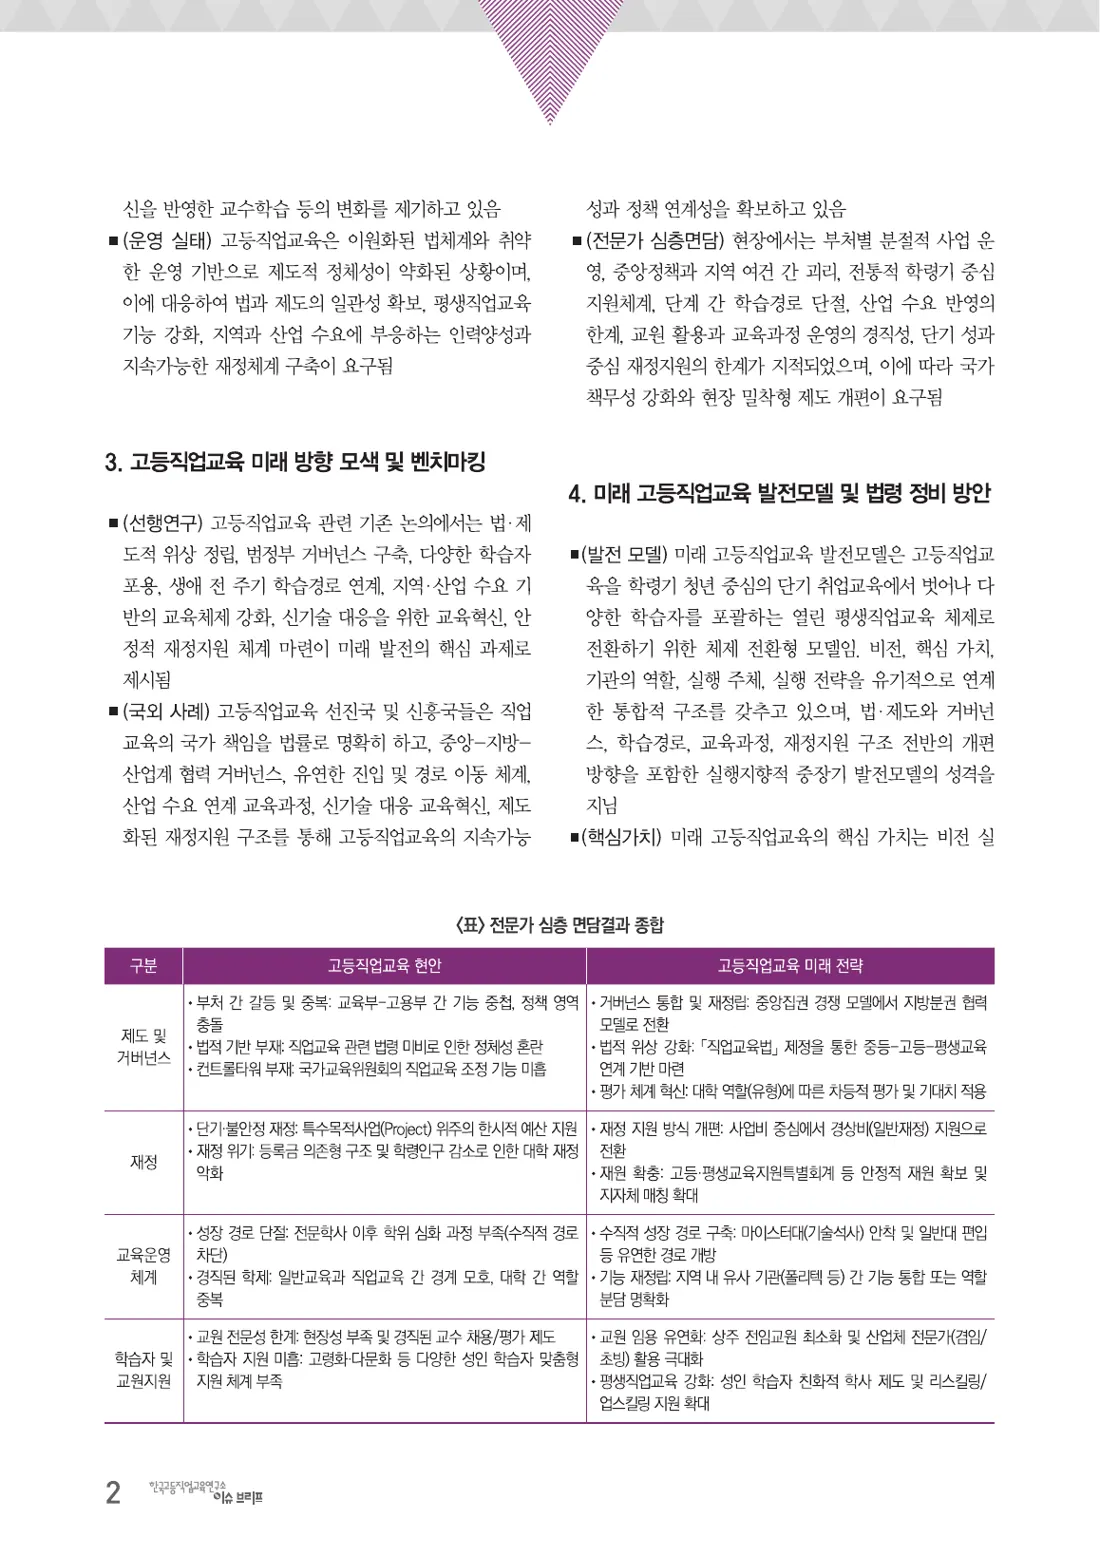 신을 반영한 교수학습 등의 변화를 제기하고 있음
■ (운영 실태) 고등직업교육은 이원화된 법체계와 취약
한 운영 기반으로 제도적 정체성이 약화된 상황이며,
이에 대응하여 법과 제도의 일관성 확보, 평생직업교육
기능 강화, 지역과 산업 수요에 부응하는 인력양성과
지속가능한 재정체계 구축이 요구됨
3. 고등직업교육 미래 방향 모색 및 벤치마킹
■ (선행연구) 고등직업교육 관련 기존 논의에서는 법·제
도적 위상 정립, 범정부 거버넌스 구축, 다양한 학습자
포용, 생애 전 주기 학습경로 연계, 지역·산업 수요 기
반의 교육체제 강화, 신기술 대응을 위한 교육혁신, 안
정적 재정지원 체계 마련이 미래 발전의 핵심 과제로
제시됨
■ (국외 사례) 고등직업교육 선진국 및 신흥국들은 직업
교육의 국가 책임을 법률로 명확히 하고, 중앙-지방-
산업계 협력 거버넌스, 유연한 진입 및 경로 이동 체계,
산업 수요 연계 교육과정, 신기술 대응 교육혁신, 제도
화된 재정지원 구조를 통해 고등직업교육의 지속가능
성과 정책 연계성을 확보하고 있음
■ (전문가 심층면담) 현장에서는 부처별 분절적 사업 운
영, 중앙정책과 지역 여건 간 괴리, 전통적 학령기 중심
지원체계, 단계 간 학습경로 단절, 산업 수요 반영의
한계, 교원 활용과 교육과정 운영의 경직성, 단기 성과
중심 재정지원의 한계가 지적되었으며, 이에 따라 국가
책무성 강화와 현장 밀착형 제도 개편이 요구됨
4. 미래 고등직업교육 발전모델 및 법령 정비 방안
■ (발전 모델) 미래 고등직업교육 발전모델은 고등직업교
육을 학령기 청년 중심의 단기 취업교육에서 벗어나 다
양한 학습자를 포괄하는 열린 평생직업교육 체제로
전환하기 위한 체제 전환형 모델임. 비전, 핵심 가치,
기관의 역할, 실행 주체, 실행 전략을 유기적으로 연계
한 통합적 구조를 갖추고 있으며, 법·제도와 거버넌
스, 학습경로, 교육과정, 재정지원 구조 전반의 개편
방향을 포함한 실행지향적 중장기 발전모델의 성격을
지님
■ (핵심가치) 미래 고등직업교육의 핵심 가치는 비전 실
<표> 전문가 심층 면담결과 종합
구분 고등직업교육 현안 고등직업교육 미래 전략
제도 및
거버넌스
• 부처 간 갈등 및 중복: 교육부-고용부 간 기능 중첩, 정책 영역
충돌
• 법적 기반 부재: 직업교육 관련 법령 미비로 인한 정체성 혼란
• 컨트롤타워 부재: 국가교육위원회의 직업교육 조정 기능 미흡
• 거버넌스 통합 및 재정립: 중앙집권 경쟁 모델에서 지방분권 협력
모델로 전환
• 법적 위상 강화: 「직업교육법」 제정을 통한 중등-고등-평생교육
연계 기반 마련
• 평가 체계 혁신: 대학 역할(유형)에 따른 차등적 평가 및 기대치 적용
재정
• 단기·불안정 재정: 특수목적사업(Project) 위주의 한시적 예산 지원
• 재정 위기: 등록금 의존형 구조 및 학령인구 감소로 인한 대학 재정
악화
• 재정 지원 방식 개편: 사업비 중심에서 경상비(일반재정) 지원으로
전환
• 재원 확충: 고등·평생교육지원특별회계 등 안정적 재원 확보 및
지자체 매칭 확대
교육운영
체계
• 성장 경로 단절: 전문학사 이후 학위 심화 과정 부족(수직적 경로
차단)
• 경직된 학제: 일반교육과 직업교육 간 경계 모호, 대학 간 역할
중복
• 수직적 성장 경로 구축: 마이스터대(기술석사) 안착 및 일반대 편입
등 유연한 경로 개방
• 기능 재정립: 지역 내 유사 기관(폴리텍 등) 간 기능 통합 또는 역할
분담 명확화
학습자 및
교원지원
• 교원 전문성 한계: 현장성 부족 및 경직된 교수 채용/평가 제도
• 학습자 지원 미흡: 고령화·다문화 등 다양한 성인 학습자 맞춤형
지원 체계 부족
• 교원 임용 유연화: 상주 전임교원 최소화 및 산업체 전문가(겸임/
초빙) 활용 극대화
• 평생직업교육 강화: 성인 학습자 친화적 학사 제도 및 리스킬링/
업스킬링 지원 확대
2 한국고등직업교육연구소
이슈 브리프